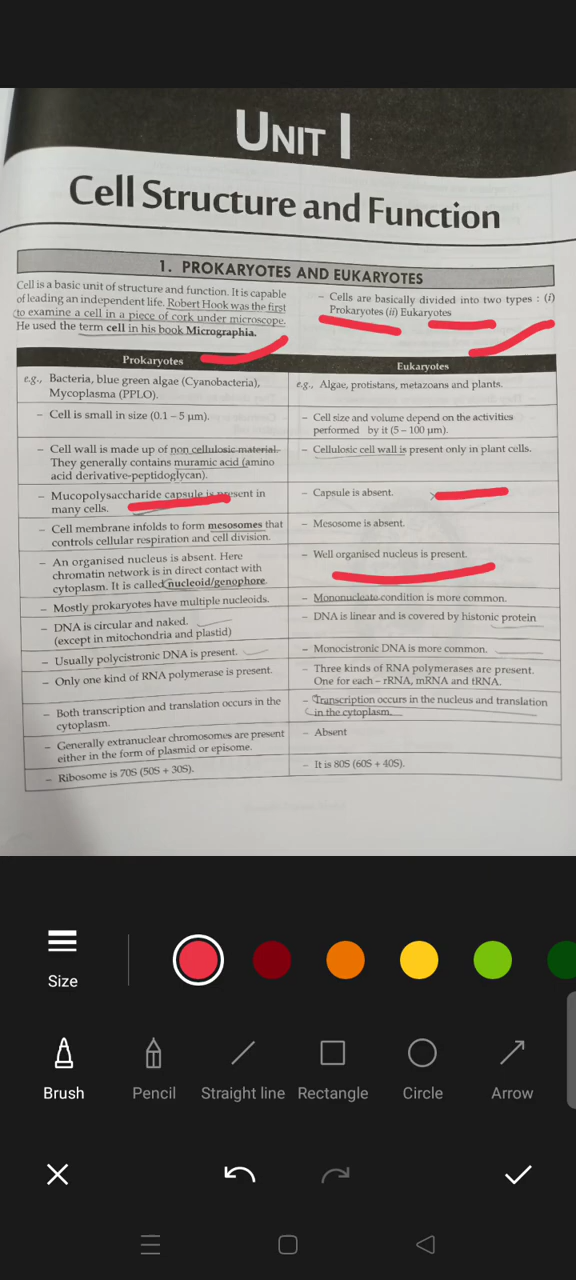 UNIT I
Cell Structure and Function
1. PROKARYOTES AND EUKARYOTES
Cell is a basic unit of structure and function. It is capable
of leading an independent life. Robert Hook was the first
to examine a cell in a piece of cork under microscope.
He used the term cell in his book Micrographia.
– Cells are basically divided into two types : (i)
Prokaryotes (ii) Eukaryotes
Prokaryotes
Eukaryotes
e.g., Bacteria, blue green algae (Cyanobacteria),
Mycoplasma (PPLO).
e.g., Algae, protistans, metazoans and plants.
– Cell is small in size (0.1 – 5 μm).
– Cell size and volume depend on the activities
performed by it (5 – 100 μm).
– Cell wall is made up of non cellulosic material.
They generally contains muramic acid (amino
acid derivative-peptidoglycan).
– Cellulosic cell wall is present only in plant cells.
– Mucopolysaccharide capsule is present in
many cells.
– Capsule is absent.
– Cell membrane infolds to form mesosomes that
controls cellular respiration and cell division.
– Mesosome is absent.
– An organised nucleus is absent. Here
chromatin network is in direct contact with
cytoplasm. It is called nucleoid/genophore.
– Well organised nucleus is present.
– Mostly prokaryotes have multiple nucleoids.
– Mononucleate condition is more common.
– DNA is circular and naked.
(except in mitochondria and plastid)
– DNA is linear and is covered by histonic protein
– Usually polycistronic DNA is present.
– Monocistronic DNA is more common.
– Only one kind of RNA polymerase is present.
– Three kinds of RNA polymerases are present.
One for each – rRNA, mRNA and tRNA.
– Both transcription and translation occurs in the
cytoplasm.
– Transcription occurs in the nucleus and translation
in the cytoplasm.
– Generally extranuclear chromosomes are present
either in the form of plasmid or episome.
– Absent
– Ribosome is 70S (50S + 30S).
– It is 80S (60S + 40S).
Size
Brush
Pencil
Straight line
Rectangle
Circle
Arrow